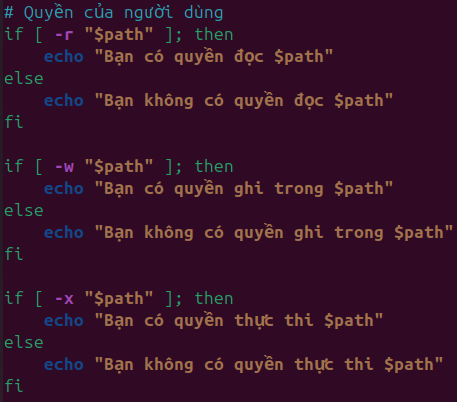 # Quyền của người dùng
if [ -r "$path" ]; then
    echo "Bạn có quyền đọc $path"
else
    echo "Bạn không có quyền đọc $path"
fi

if [ -w "$path" ]; then
    echo "Bạn có quyền ghi trong $path"
else
    echo "Bạn không có quyền ghi trong $path"
fi

if [ -x "$path" ]; then
    echo "Bạn có quyền thực thi $path"
else
    echo "Bạn không có quyền thực thi $path"
fi